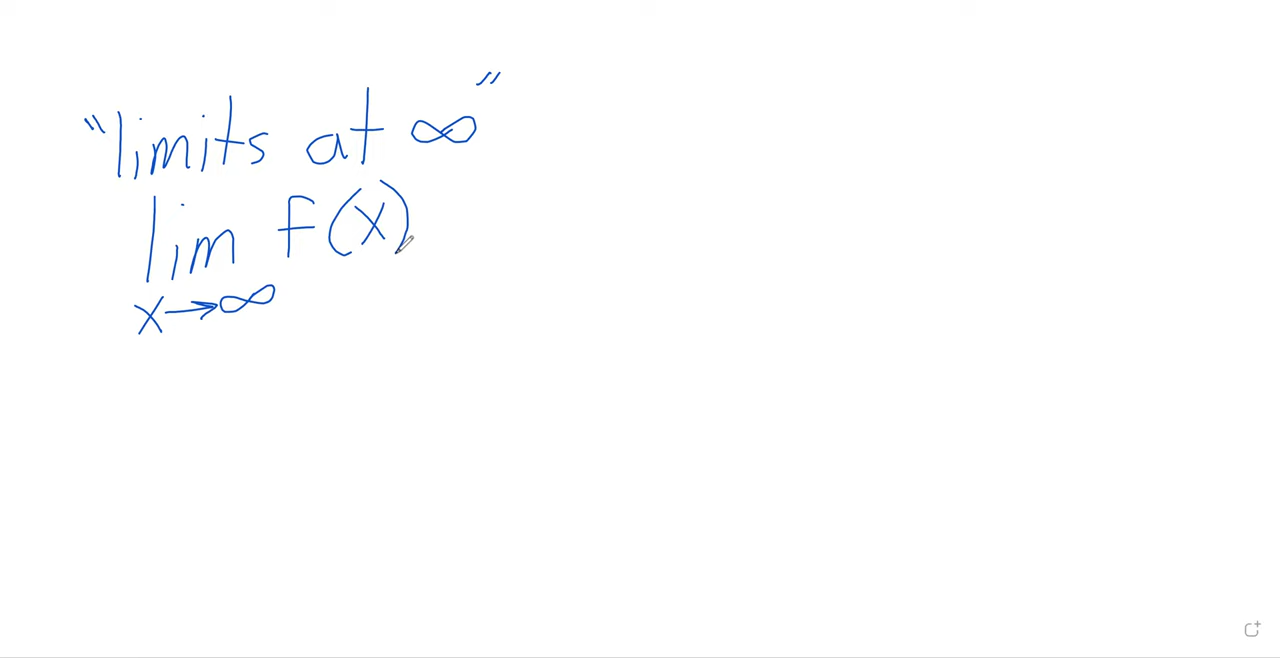 "limits at ∞"
lim f(x)
x→∞